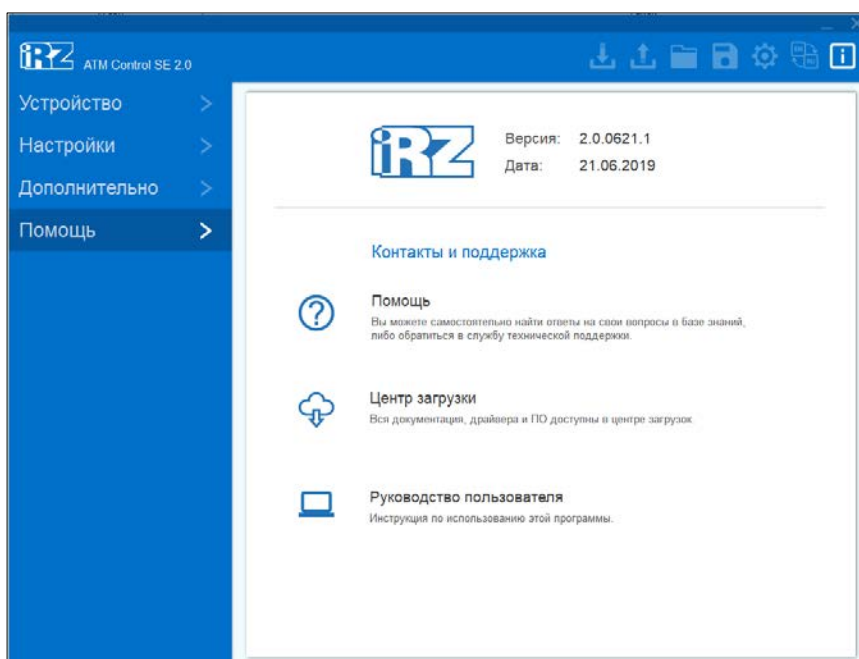 iRZ ATM Control SE 2.0
Устройство
Настройки
Дополнительно
Помощь
iRZ
Версия: 2.0.0621.1
Дата: 21.06.2019
Контакты и поддержка
Помощь
Вы можете самостоятельно найти ответы на свои вопросы в базе знаний,
либо обратиться в службу технической поддержки.
Центр загрузки
Вся документация, драйвера и ПО доступны в центре загрузок
Руководство пользователя
Инструкция по использованию этой программы.